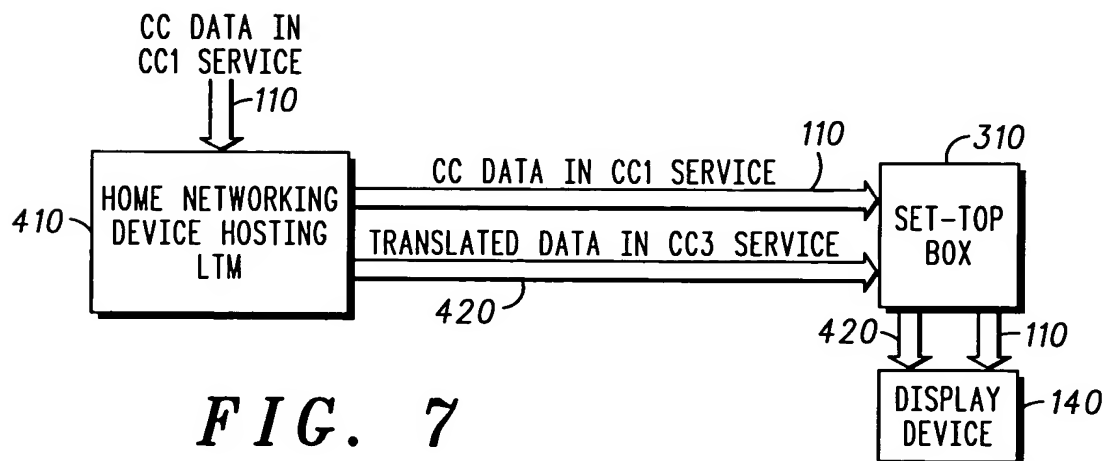 CC DATA IN
CC1 SERVICE
110
410
HOME NETWORKING
DEVICE HOSTING
LTM
CC DATA IN CC1 SERVICE
110
TRANSLATED DATA IN CC3 SERVICE
420
310
SET-TOP
BOX
420
110
DISPLAY
DEVICE
140
FIG. 7